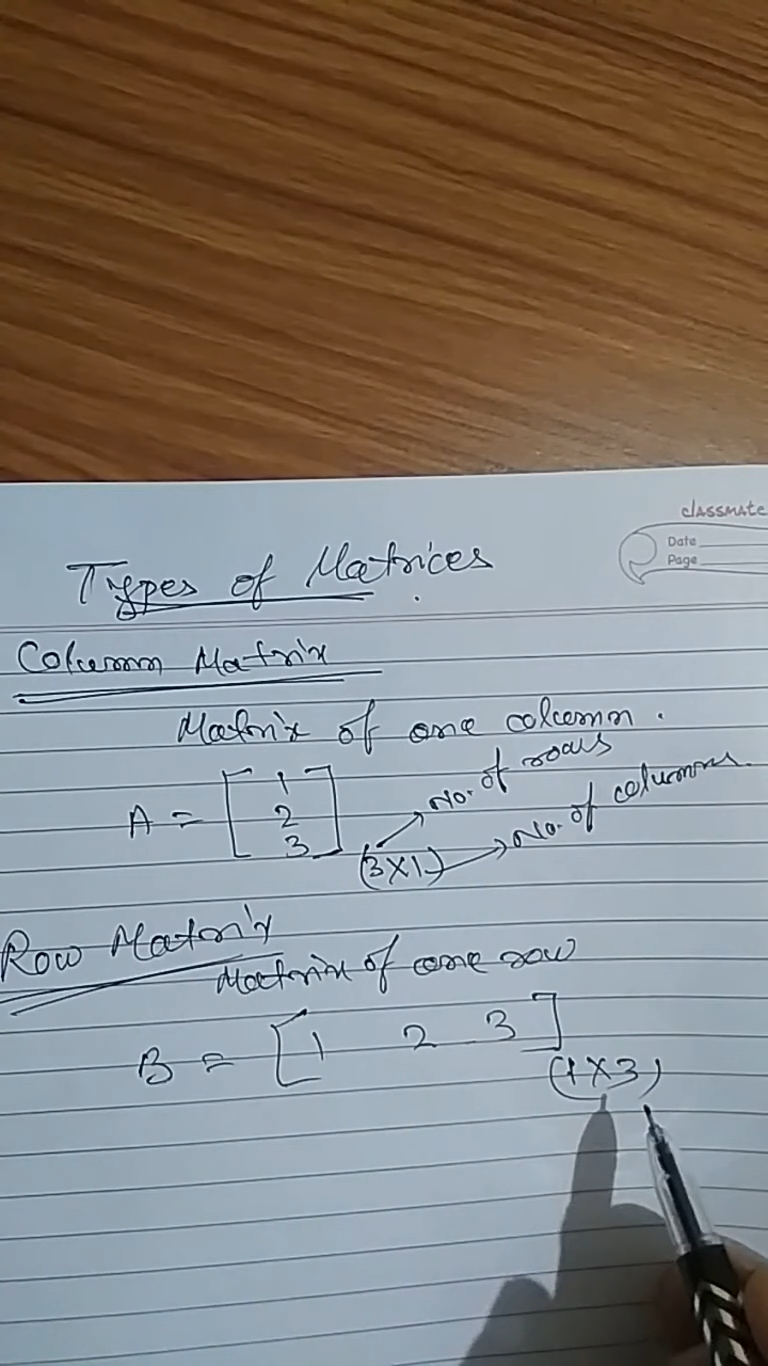 classmate
Date
Page
Types of Matrices
Column Matrix
Matrix of one column.
A = [1
2
3] (3×1)
No. of rows
No. of columns.
Row Matrix
Matrix of one row
B = [1 2 3] (1×3)